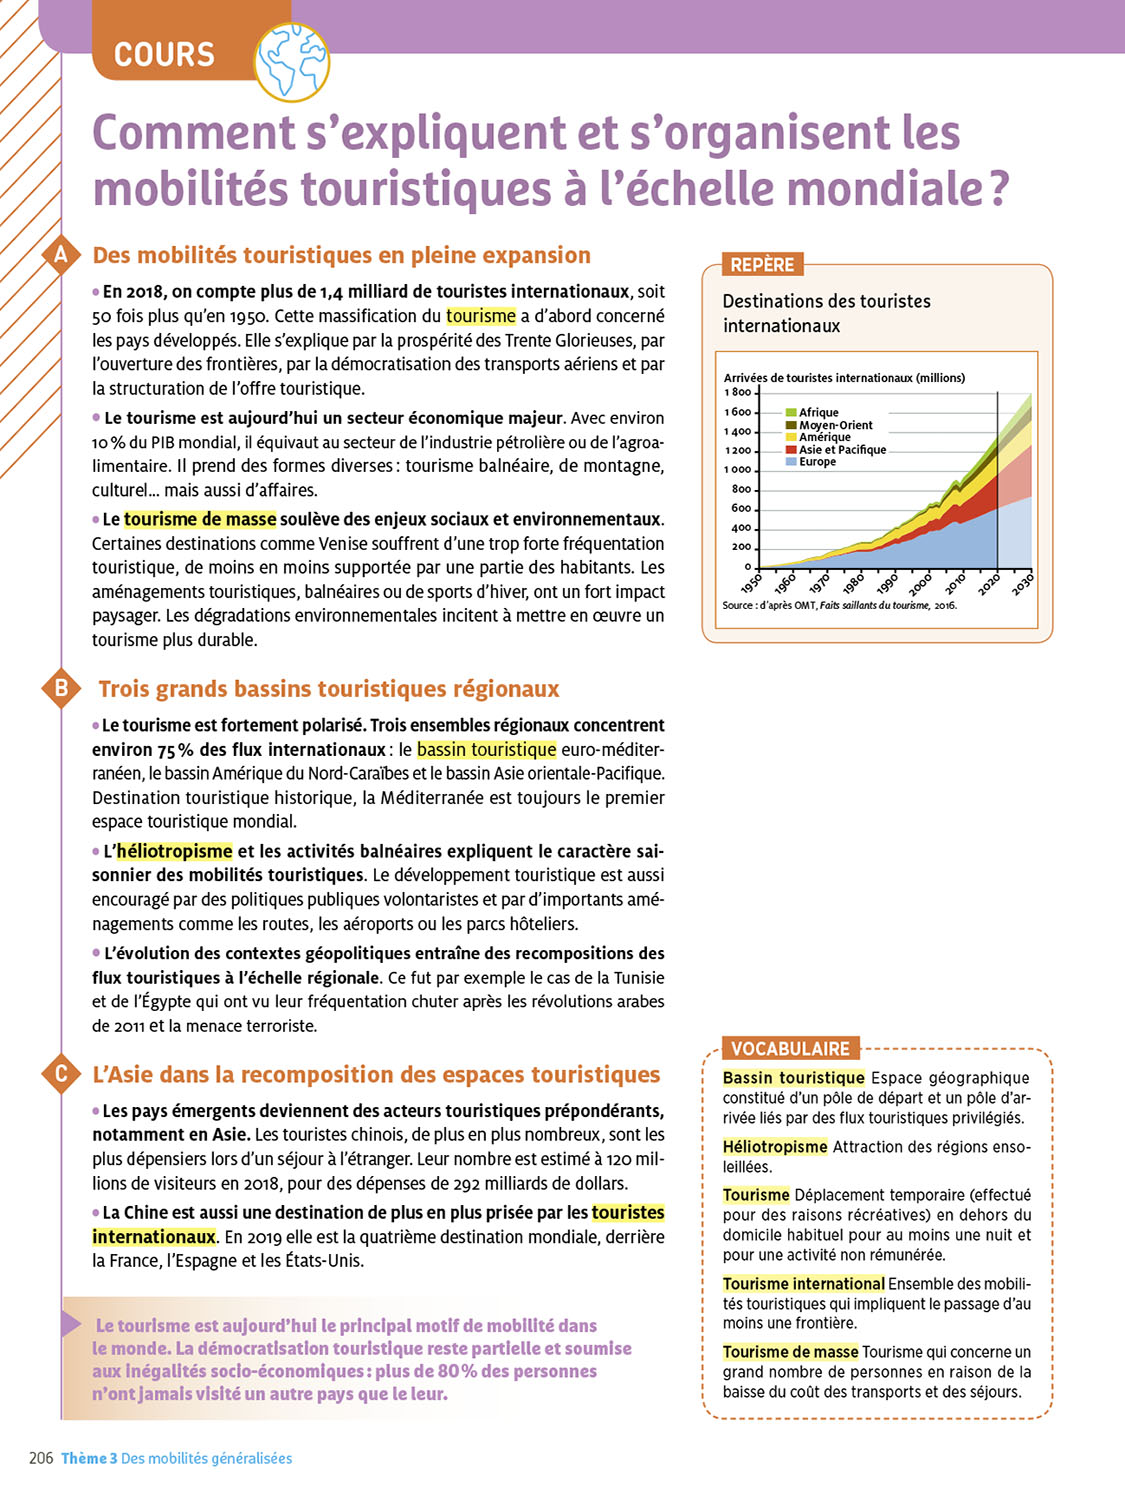 COURS
Comment s’expliquent et s’organisent les
mobilités touristiques à l’échelle mondiale ?
A Des mobilités touristiques en pleine expansion
• En 2018, on compte plus de 1,4 milliard de touristes internationaux, soit
50 fois plus qu’en 1950. Cette massification du tourisme a d’abord concerné
les pays développés. Elle s’explique par la prospérité des Trente Glorieuses, par
l’ouverture des frontières, par la démocratisation des transports aériens et par
la structuration de l’offre touristique.
• Le tourisme est aujourd’hui un secteur économique majeur. Avec environ
10 % du PIB mondial, il équivaut au secteur de l’industrie pétrolière ou de l’agroa-
limentaire. Il prend des formes diverses : tourisme balnéaire, de montagne,
culturel... mais aussi d’affaires.
• Le tourisme de masse soulève des enjeux sociaux et environnementaux.
Certaines destinations comme Venise souffrent d’une trop forte fréquentation
touristique, de moins en moins supportée par une partie des habitants. Les
aménagements touristiques, balnéaires ou de sports d’hiver, ont un fort impact
paysager. Les dégradations environnementales incitent à mettre en œuvre un
tourisme plus durable.
B Trois grands bassins touristiques régionaux
• Le tourisme est fortement polarisé. Trois ensembles régionaux concentrent
environ 75 % des flux internationaux : le bassin touristique euro-méditer-
ranéen, le bassin Amérique du Nord-Caraïbes et le bassin Asie orientale-Pacifique.
Destination touristique historique, la Méditerranée est toujours le premier
espace touristique mondial.
• L’héliotropisme et les activités balnéaires expliquent le caractère sai-
sonnier des mobilités touristiques. Le développement touristique est aussi
encouragé par des politiques publiques volontaristes et par d’importants amé-
nagements comme les routes, les aéroports ou les parcs hôteliers.
• L’évolution des contextes géopolitiques entraîne des recompositions des
flux touristiques à l’échelle régionale. Ce fut par exemple le cas de la Tunisie
et de l’Égypte qui ont vu leur fréquentation chuter après les révolutions arabes
de 2011 et la menace terroriste.
C L’Asie dans la recomposition des espaces touristiques
• Les pays émergents deviennent des acteurs touristiques prépondérants,
notamment en Asie. Les touristes chinois, de plus en plus nombreux, sont les
plus dépensiers lors d’un séjour à l’étranger. Leur nombre est estimé à 120 mil-
lions de visiteurs en 2018, pour des dépenses de 292 milliards de dollars.
• La Chine est aussi une destination de plus en plus prisée par les touristes
internationaux. En 2019 elle est la quatrième destination mondiale, derrière
la France, l’Espagne et les États-Unis.
Le tourisme est aujourd’hui le principal motif de mobilité dans
le monde. La démocratisation touristique reste partielle et soumise
aux inégalités socio-économiques : plus de 80 % des personnes
n’ont jamais visité un autre pays que le leur.
REPÈRE
Destinations des touristes
internationaux
Arrivées de touristes internationaux (millions)
1 800
1 600
1 400
1 200
1 000
800
600
400
200
0
Afrique
Moyen-Orient
Amérique
Asie et Pacifique
Europe
1950 1960 1970 1980 1990 2000 2010 2020 2030
Source : d’après OMT, Faits saillants du tourisme, 2016.
VOCABULAIRE
Bassin touristique Espace géographique
constitué d’un pôle de départ et un pôle d’ar-
rivée liés par des flux touristiques privilégiés.
Héliotropisme Attraction des régions enso-
leillées.
Tourisme Déplacement temporaire (effectué
pour des raisons récréatives) en dehors du
domicile habituel pour au moins une nuit et
pour une activité non rémunérée.
Tourisme international Ensemble des mobili-
tés touristiques qui impliquent le passage d’au
moins une frontière.
Tourisme de masse Tourisme qui concerne un
grand nombre de personnes en raison de la
baisse du coût des transports et des séjours.
206 Thème 3 Des mobilités généralisées